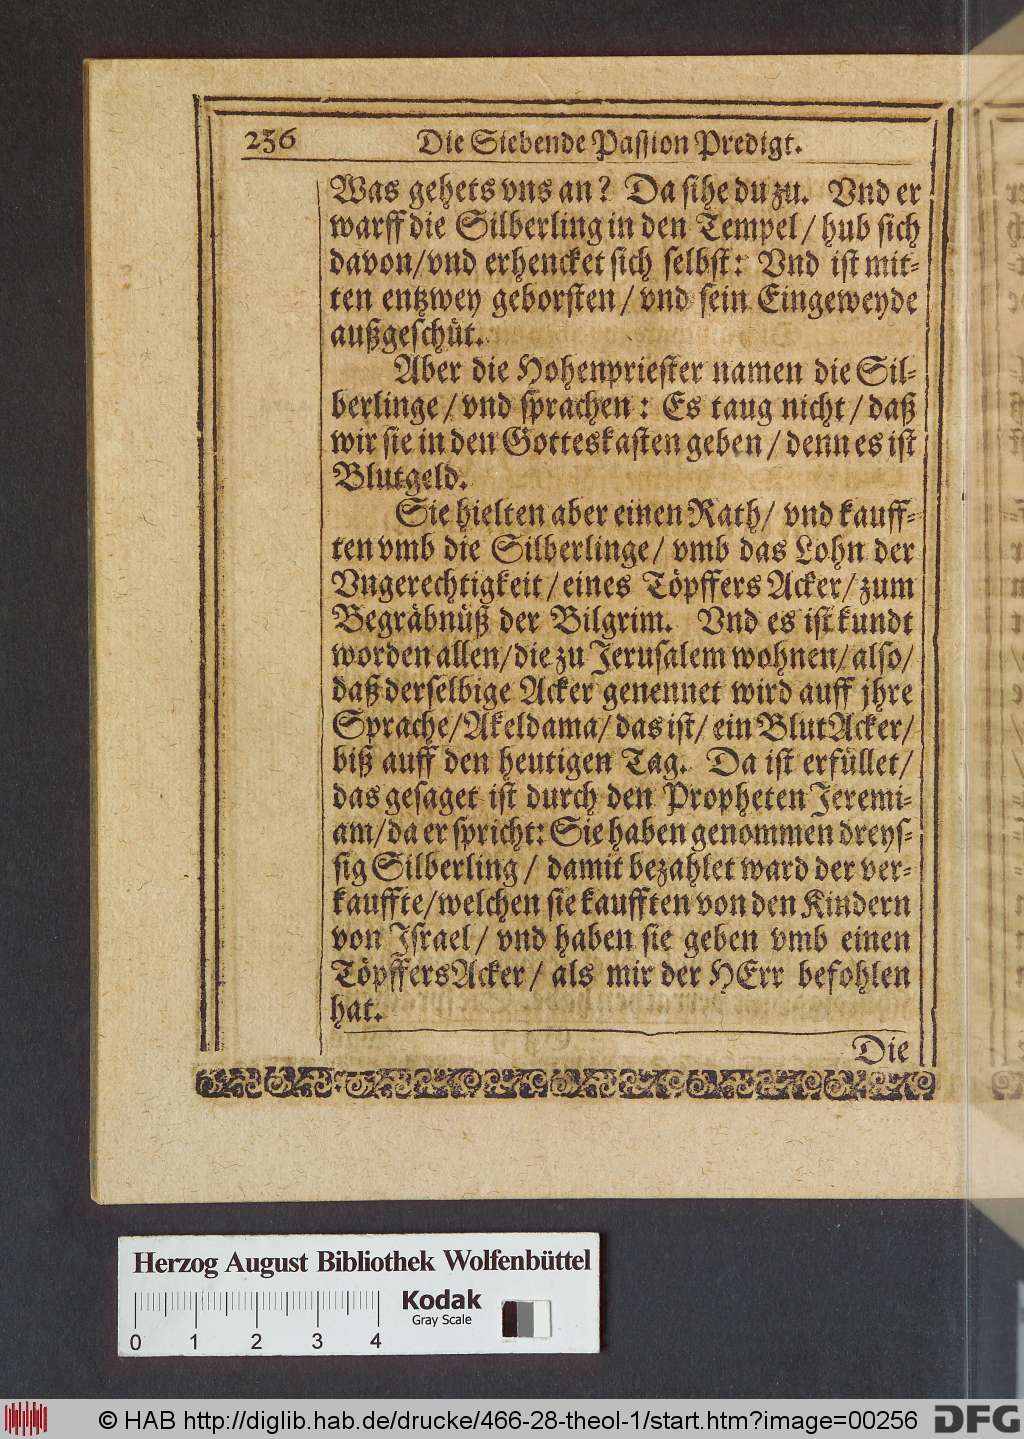 236
Die Siebende Passion Predigt.
Was gehets vns an? Da sihe du zu. Vnd er
warff die Silberling in den Tempel / hub sich
davon/vnd erhencket sich selbst: Vnd ist mit-
ten entzwey geborsten / vnd sein Eingeweyde
außgeschüt.
Aber die Hohenpriester namen die Sil-
berlinge / vnd sprachen: Es taug nicht / daß
wir sie in den Gotteskasten geben / denn es ist
Blutgeld.
Sie hielten aber einen Rath/ vnd kauff-
ten vmb die Silberlinge/ vmb das Lohn der
Vngerechtigkeit / eines Töpffers Acker/ zum
Begräbnüß der Bilgrim. Vnd es ist kundt
worden allen/die zu Jerusalem wohnen/ also/
daß derselbige Acker genennet wird auff jhre
Sprache/Akeldama/ das ist/ ein BlutAcker/
biß auff den heutigen Tag. Da ist erfüllet/
das gesaget ist durch den Propheten Jeremi-
am/da er spricht: Sie haben genommen dreys-
sig Silberling / damit bezahlet ward der ver-
kauffte/welchen sie kaufften von den Kindern
von Israel / vnd haben sie geben vmb einen
TöpffersAcker / als mir der HErr befohlen
hat.
Die
Herzog August Bibliothek Wolfenbüttel
Kodak
Gray Scale
0 1 2 3 4
© HAB http://diglib.hab.de/drucke/466-28-theol-1/start.htm?image=00256
DFG